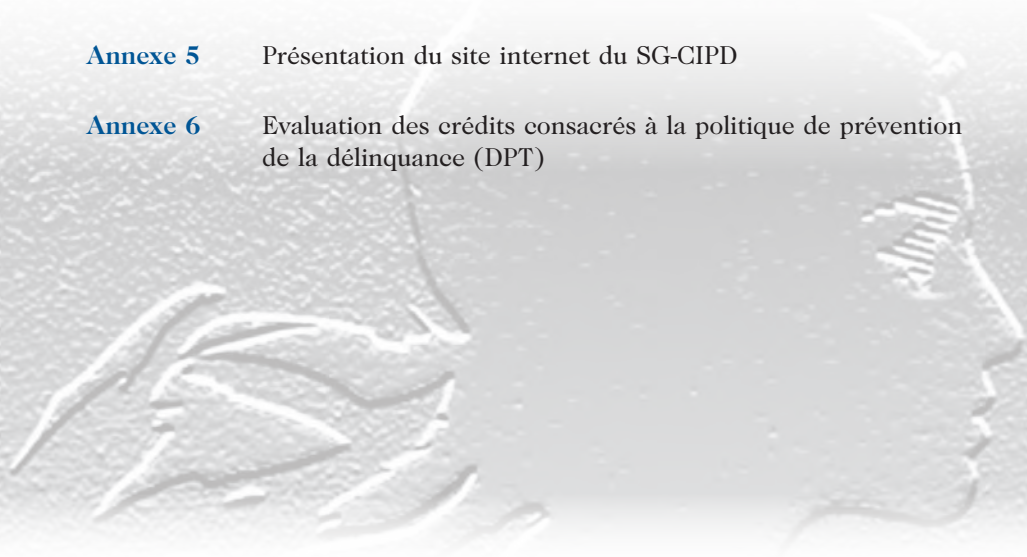 Annexe 5 Présentation du site internet du SG-CIPD
Annexe 6 Evaluation des crédits consacrés à la politique de prévention
de la délinquance (DPT)